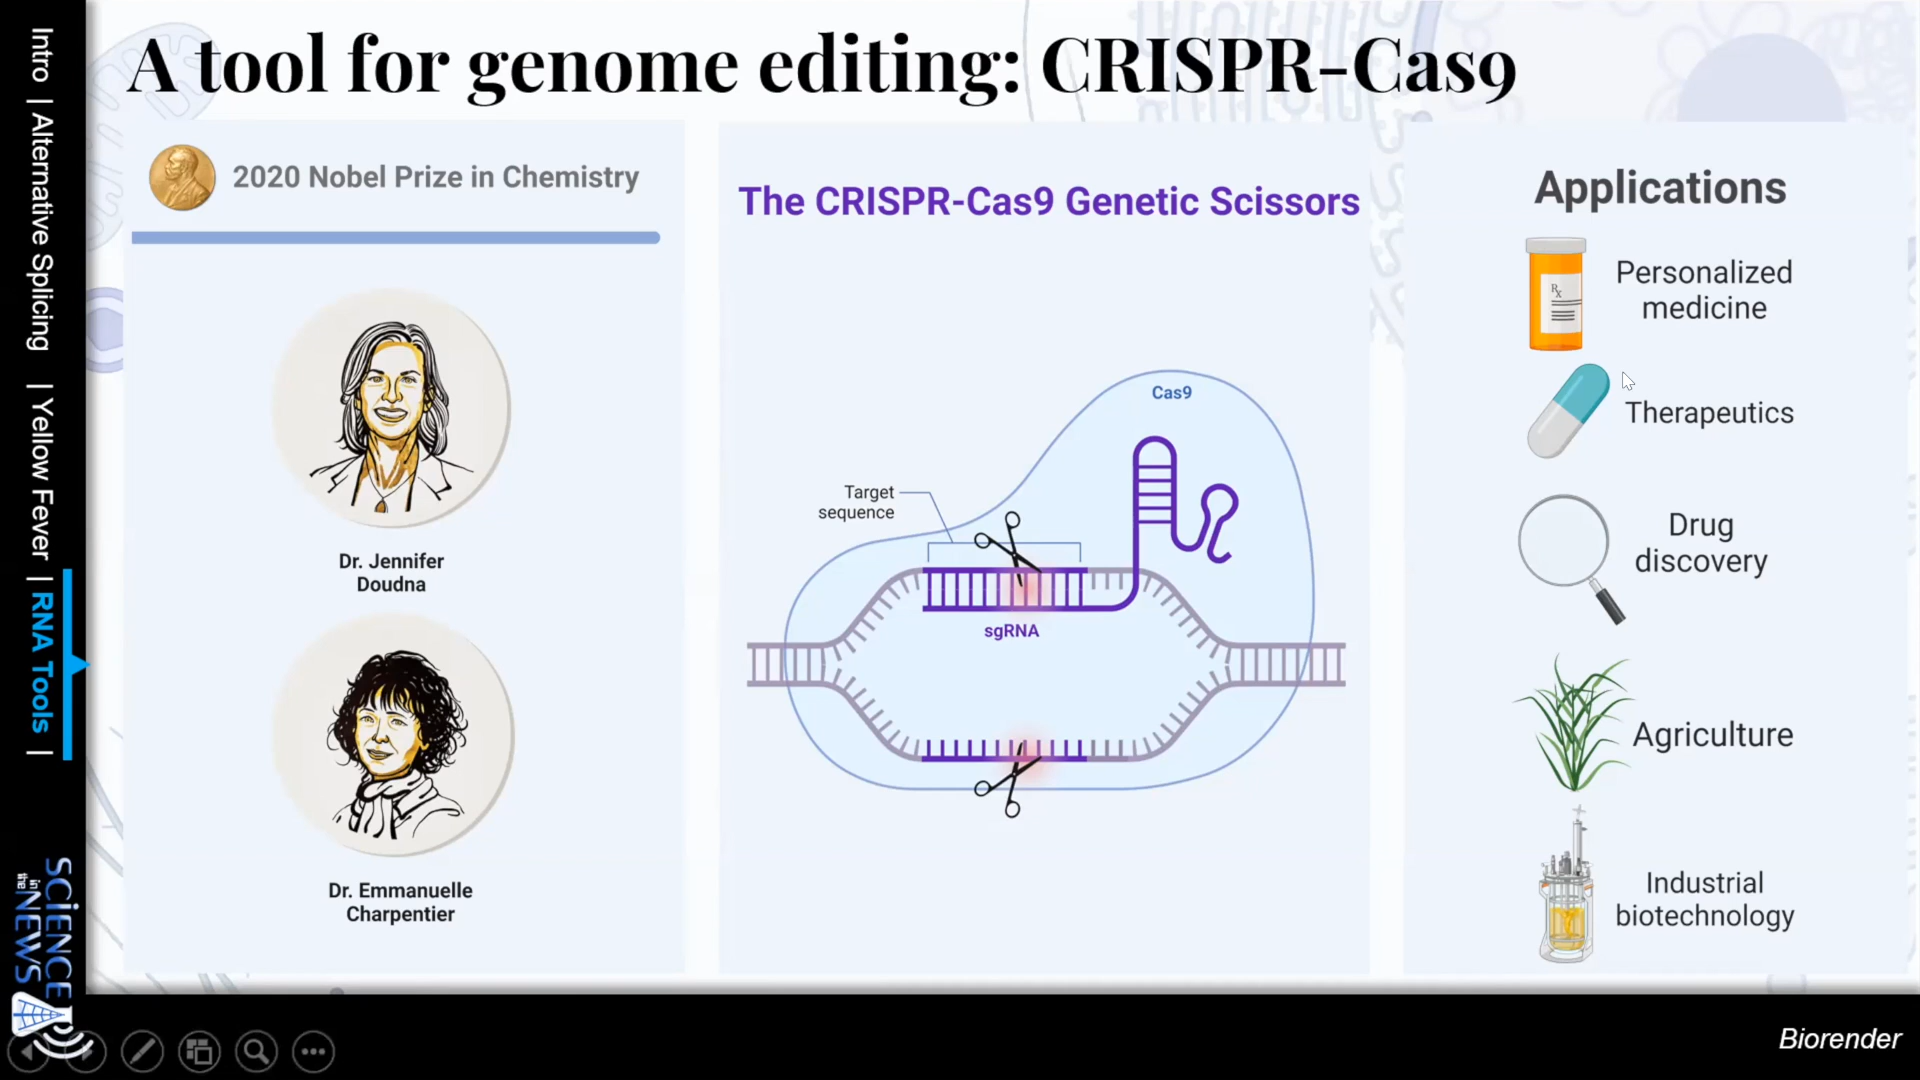 A tool for genome editing: CRISPR-Cas9
Intro | Alternative Splicing | Yellow Fever | RNA Tools |
2020 Nobel Prize in Chemistry
Dr. Jennifer
Doudna
Dr. Emmanuelle
Charpentier
The CRISPR-Cas9 Genetic Scissors
Cas9
Target
sequence
sgRNA
Applications
Rx
Personalized
medicine
Therapeutics
Drug
discovery
Agriculture
Industrial
biotechnology
SCIENCE
in
the
NEWS
Biorender